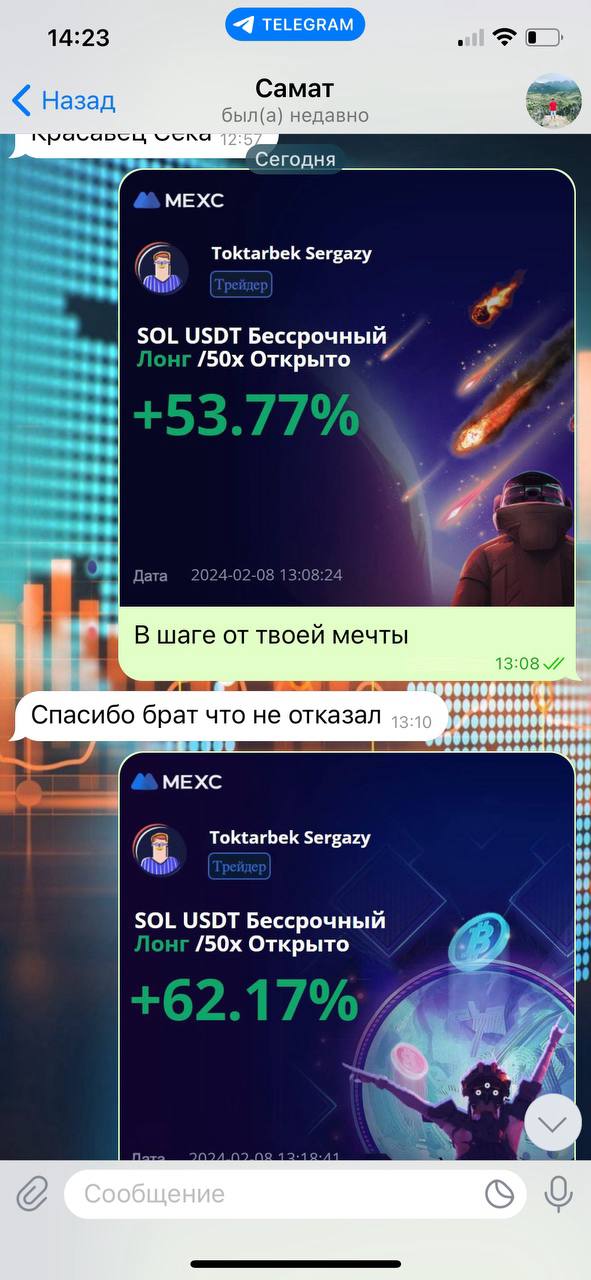 14:23
TELEGRAM
Назад
Самат
был(а) недавно
Красавец Сека 12:57
Сегодня
MEXC
Toktarbek Sergazy
Трейдер
SOL USDT Бессрочный
Лонг /50x Открыто
+53.77%
Дата 2024-02-08 13:08:24
В шаге от твоей мечты
13:08
Спасибо брат что не отказал 13:10
MEXC
Toktarbek Sergazy
Трейдер
SOL USDT Бессрочный
Лонг /50x Открыто
+62.17%
Дата 2024-02-08 13:18:41
Сообщение